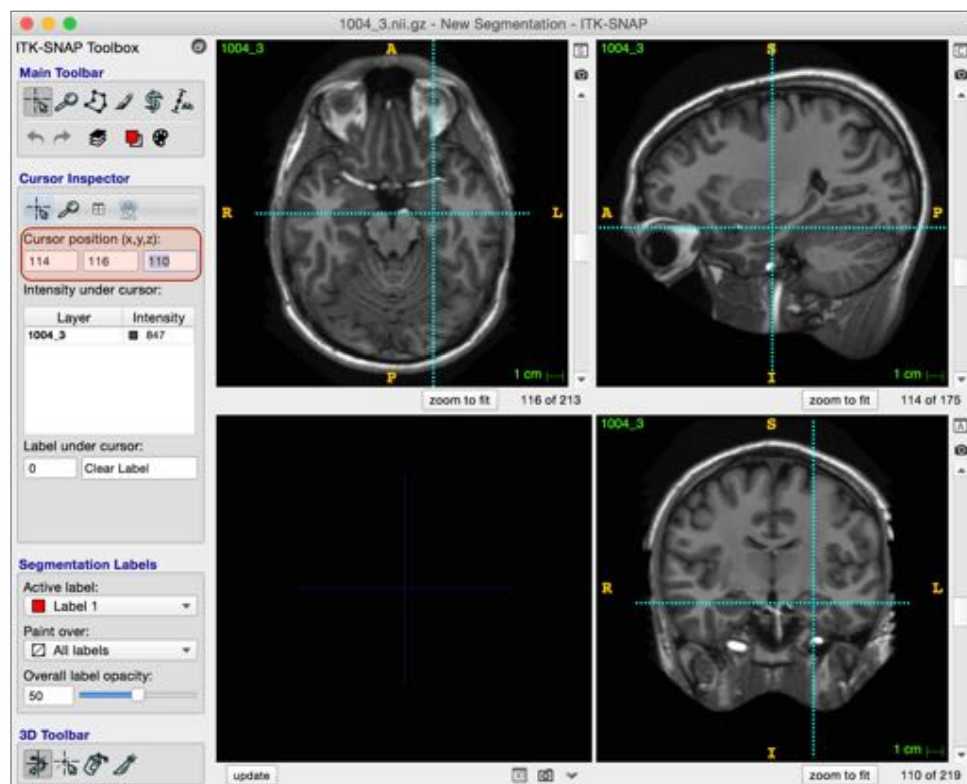 1004_3.nii.gz - New Segmentation - ITK-SNAP
ITK-SNAP Toolbox
Main Toolbar
Cursor Inspector
Cursor position (x,y,z):
114 116 110
Intensity under cursor:
Layer Intensity
1004_3 847
Label under cursor:
0 Clear Label
Segmentation Labels
Active label:
Label 1
Paint over:
All labels
Overall label opacity:
50
3D Toolbar
1004_3
A
R
L
P
1 cm
zoom to fit 116 of 213
1004_3
S
A
P
I
1 cm
zoom to fit 114 of 175
update
1004_3
S
R
L
I
1 cm
zoom to fit 110 of 219